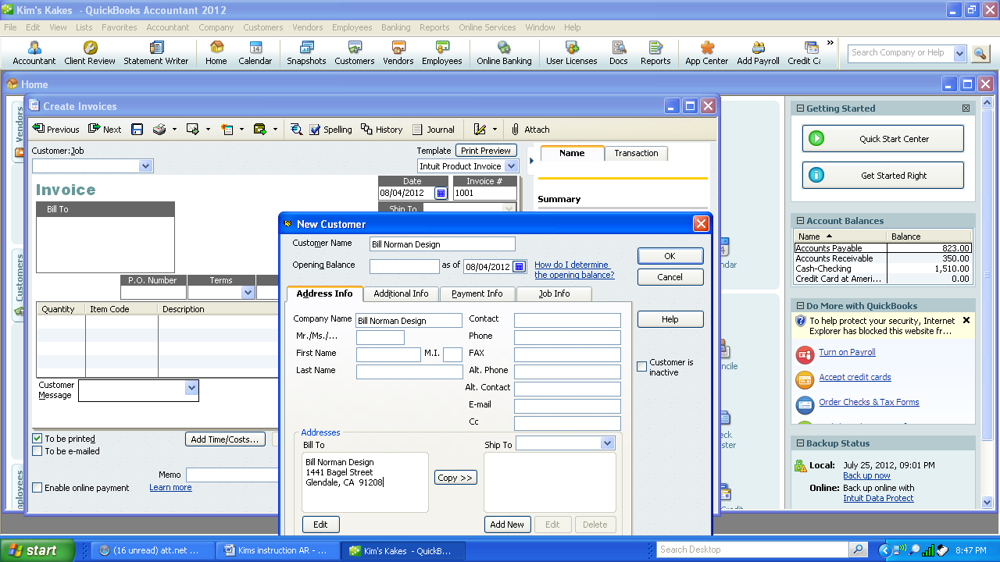 Kim's Kakes - QuickBooks Accountant 2012
File Edit View Lists Favorites Accountant Company Customers Vendors Employees Banking Reports Online Services Window Help
Accountant Client Review Statement Writer Home Calendar Snapshots Customers Vendors Employees Online Banking User Licenses Docs Reports App Center Add Payroll Credit Ca »
Search Company or Help
Home
Vendors
Customers
ployees
Create Invoices
Previous Next Spelling History Journal Attach
Customer:Job
Template Print Preview
Intuit Product Invoice
Name Transaction
Summary
Invoice
Date Invoice #
08/04/2012 1001
Bill To
Ship To
P.O. Number Terms
Quantity Item Code Description
Customer Message
To be printed
To be e-mailed
Add Time/Costs...
Memo
Enable online payment Learn more
New Customer
Customer Name Bill Norman Design
Opening Balance as of 08/04/2012 How do I determine the opening balance?
OK
Cancel
Help
Customer is inactive
Address Info Additional Info Payment Info Job Info
Company Name Bill Norman Design Contact
Mr./Ms./... Phone
First Name M.I. FAX
Last Name Alt. Phone
Alt. Contact
E-mail
Cc
Addresses
Bill To Ship To
Bill Norman Design
1441 Bagel Street
Glendale, CA 91208
Copy >>
Edit Add New Edit Delete
ndar
ncile
eck
ster
Credit
Getting Started
Quick Start Center
Get Started Right
Account Balances
Name Balance
Accounts Payable 823.00
Accounts Receivable 350.00
Cash-Checking 1,510.00
Credit Card at Ameri... 0.00
Do More with QuickBooks
To help protect your security, Internet
Explorer has blocked this website fr...
Turn on Payroll
Accept credit cards
Order Checks & Tax Forms
Backup Status
Local: July 25, 2012, 09:01 PM
Back up now
Online: Back up online with
Intuit Data Protect
start (16 unread) att.net ... Kims instruction AR - ... Kim's Kakes - QuickB... Search Desktop 8:47 PM